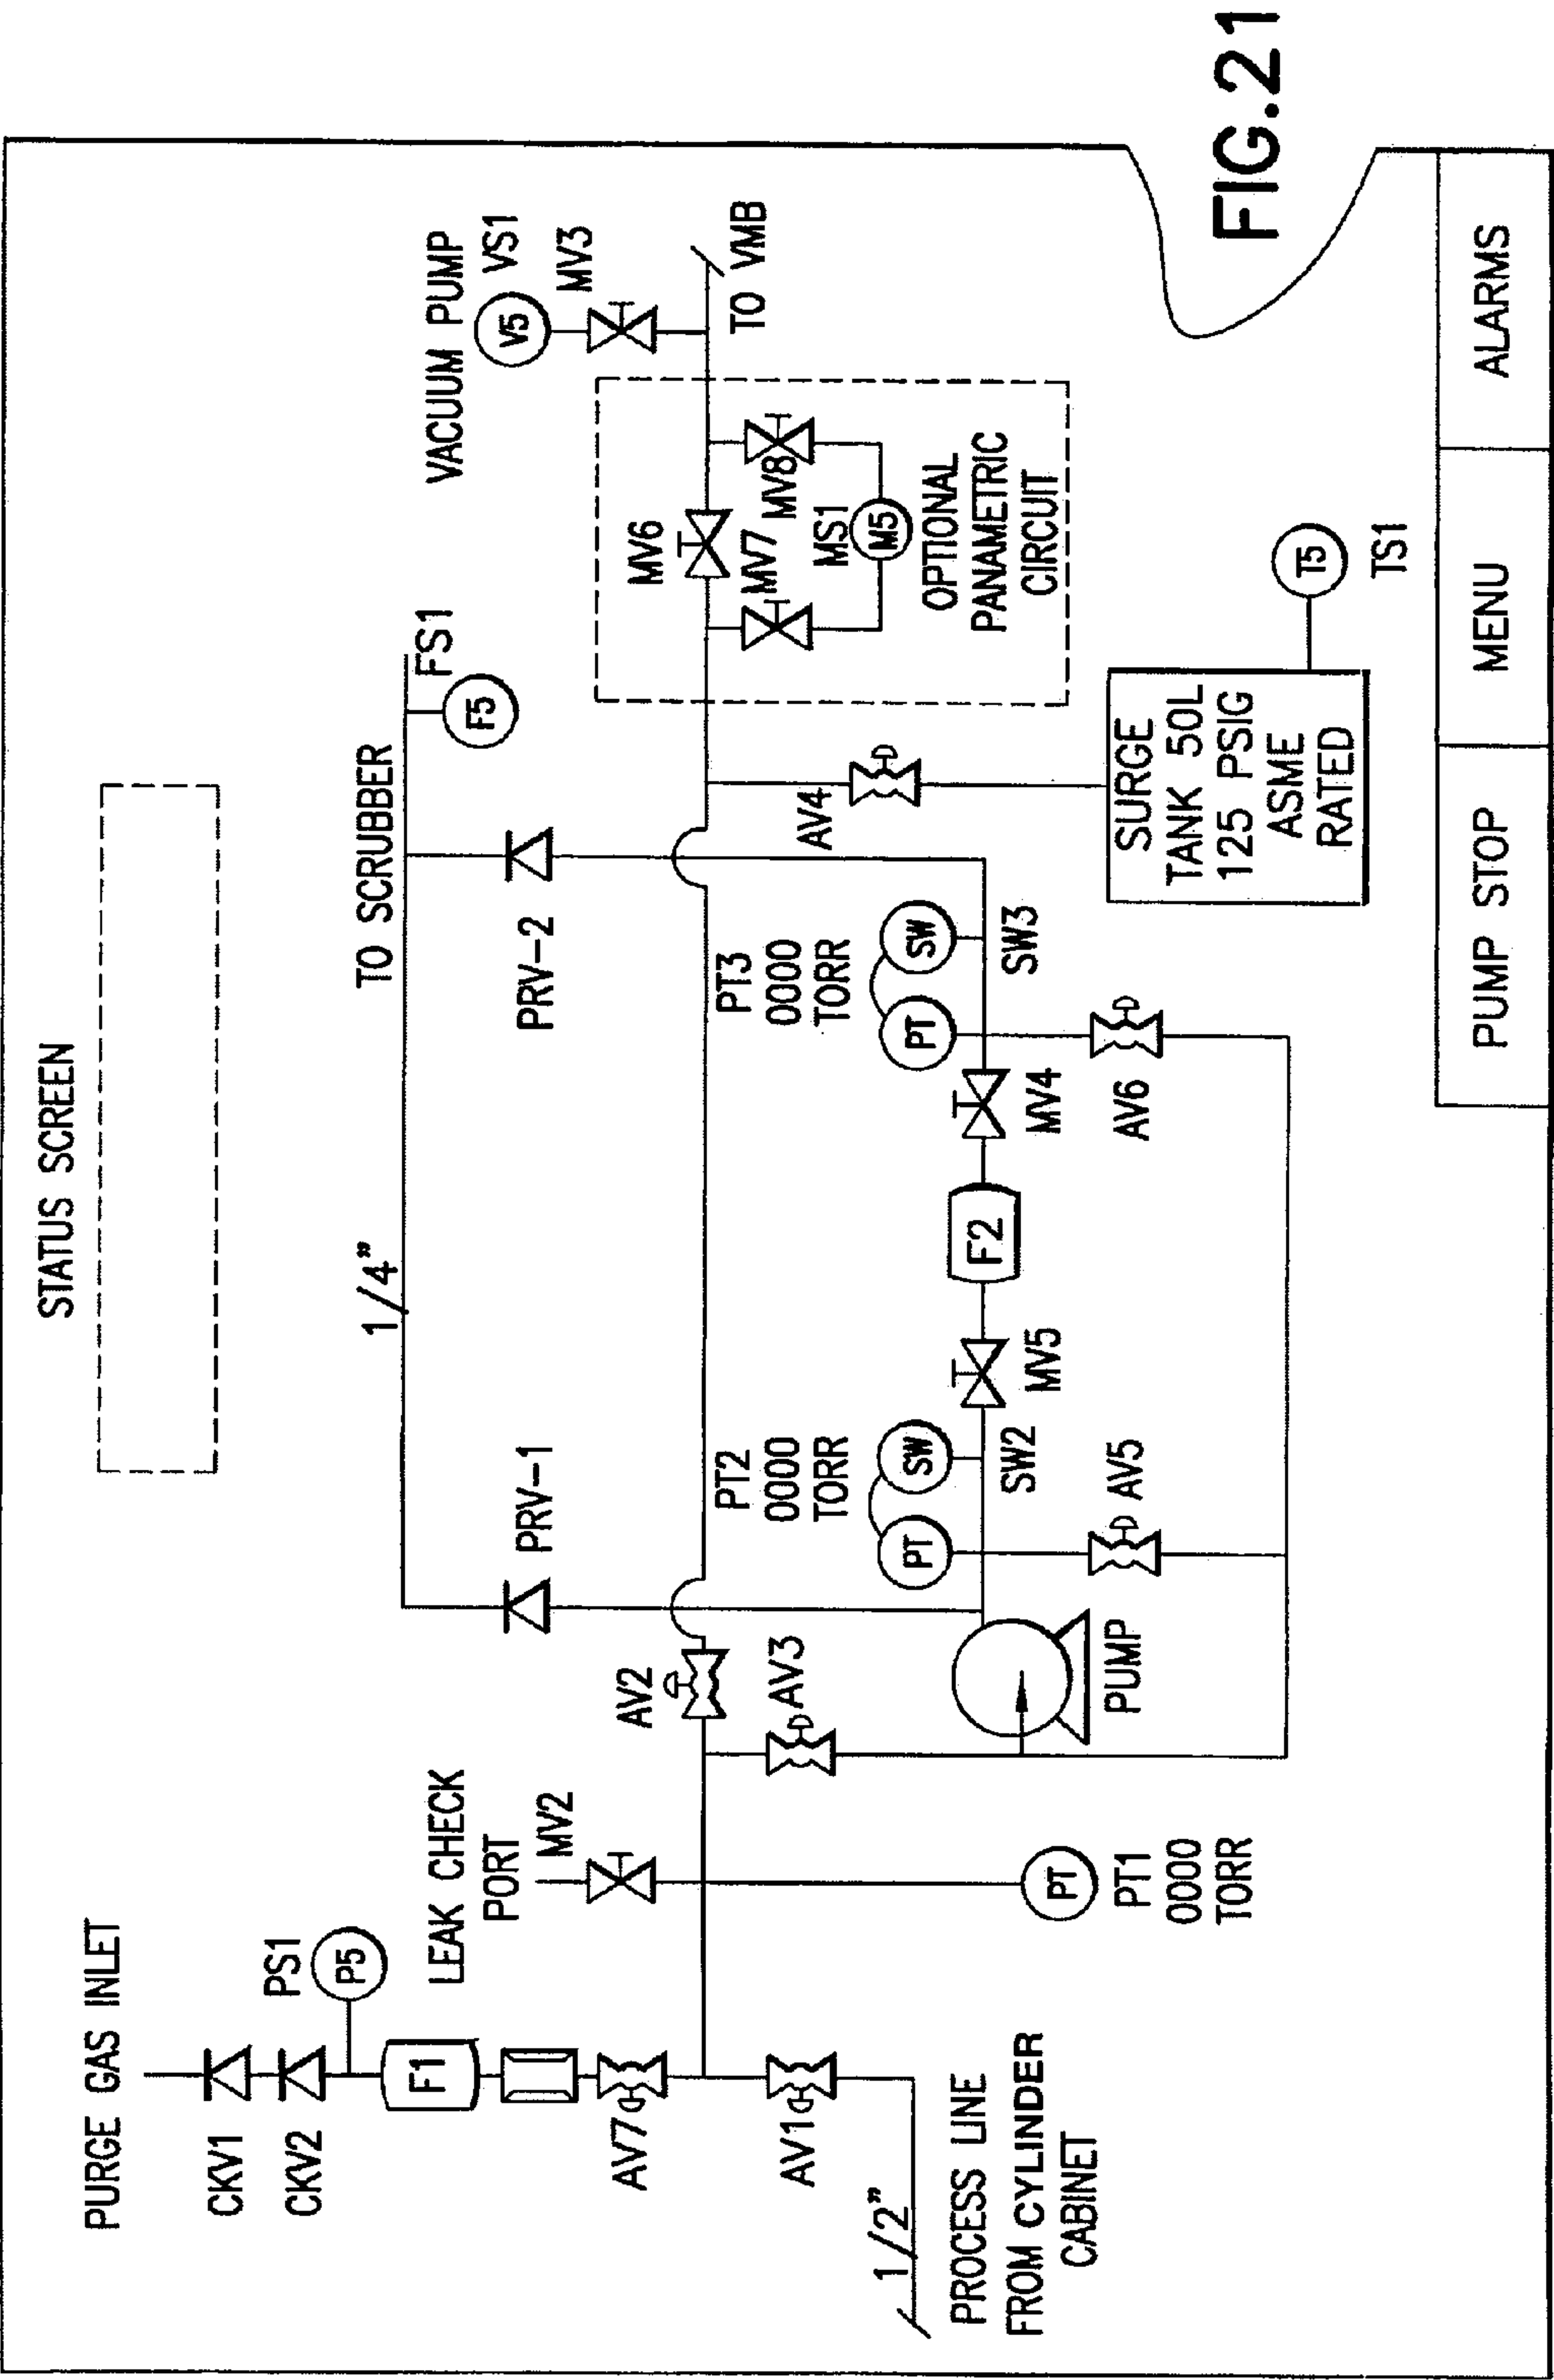 STATUS SCREEN
PURGE GAS INLET
CKV1
CKV2
PS1
P5
F1
AV7
AV1
1/2"
PROCESS LINE
FROM CYLINDER
CABINET
LEAK CHECK
PORT
MV2
PT
PT1
0000
TORR
1/4"
TO SCRUBBER
FS1
F5
PRV-1
PRV-2
AV2
AV3
PUMP
PT2
0000
TORR
PT
SW
SW2
AV5
MV5
F2
MV4
PT3
0000
TORR
PT
SW
SW3
AV6
AV4
SURGE
TANK 50L
125 PSIG
ASME
RATED
T5
TS1
VACUUM PUMP
V5
VS1
MV3
TO VMB
MV6
MV7
MV8
MS1
M5
OPTIONAL
PANAMETRIC
CIRCUIT
PUMP STOP
MENU
ALARMS
FIG.21